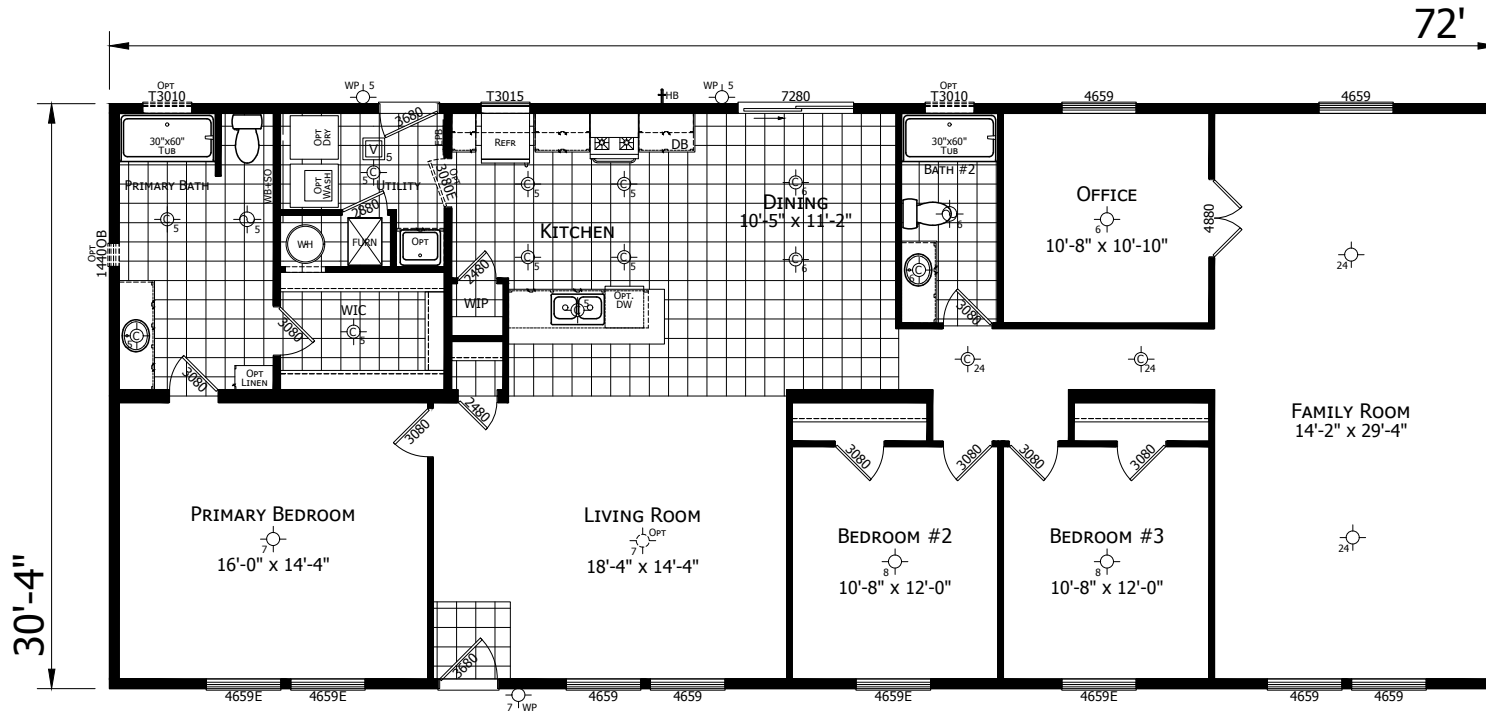 72'
OPT
T3010
WP 5
3680
T3015
HB
WP 5
7280
OPT
T3010
4659
4659
30"x60"
TUB
OPT
DRY
V
5
EPB
REFR
DB
30"x60"
TUB
BATH #2
OPT
WASH
C
5
UTILITY
OPT
3080E
PRIMARY BATH
WB+SO
2880
C
5
5
C
5
C
5
C
6
DINING
10'-5" x 11'-2"
6
OFFICE
6
10'-8" x 10'-10"
4880
KITCHEN
WH
FURN
OPT
OPT
1440OB
2480
C
5
C
5
C
6
C
6
24
WIP
C
5
OPT.
DW
WIC
C
5
3080
3080
C
5
3080
OPT
LINEN
2480
3080
C
24
C
24
FAMILY ROOM
14'-2" x 29'-4"
3080
3080
3080
3080
PRIMARY BEDROOM
7
16'-0" x 14'-4"
LIVING ROOM
OPT
7
18'-4" x 14'-4"
BEDROOM #2
8
10'-8" x 12'-0"
BEDROOM #3
8
10'-8" x 12'-0"
24
30'-4"
3680
4659E
4659E
7 WP
4659
4659
4659E
4659E
4659
4659